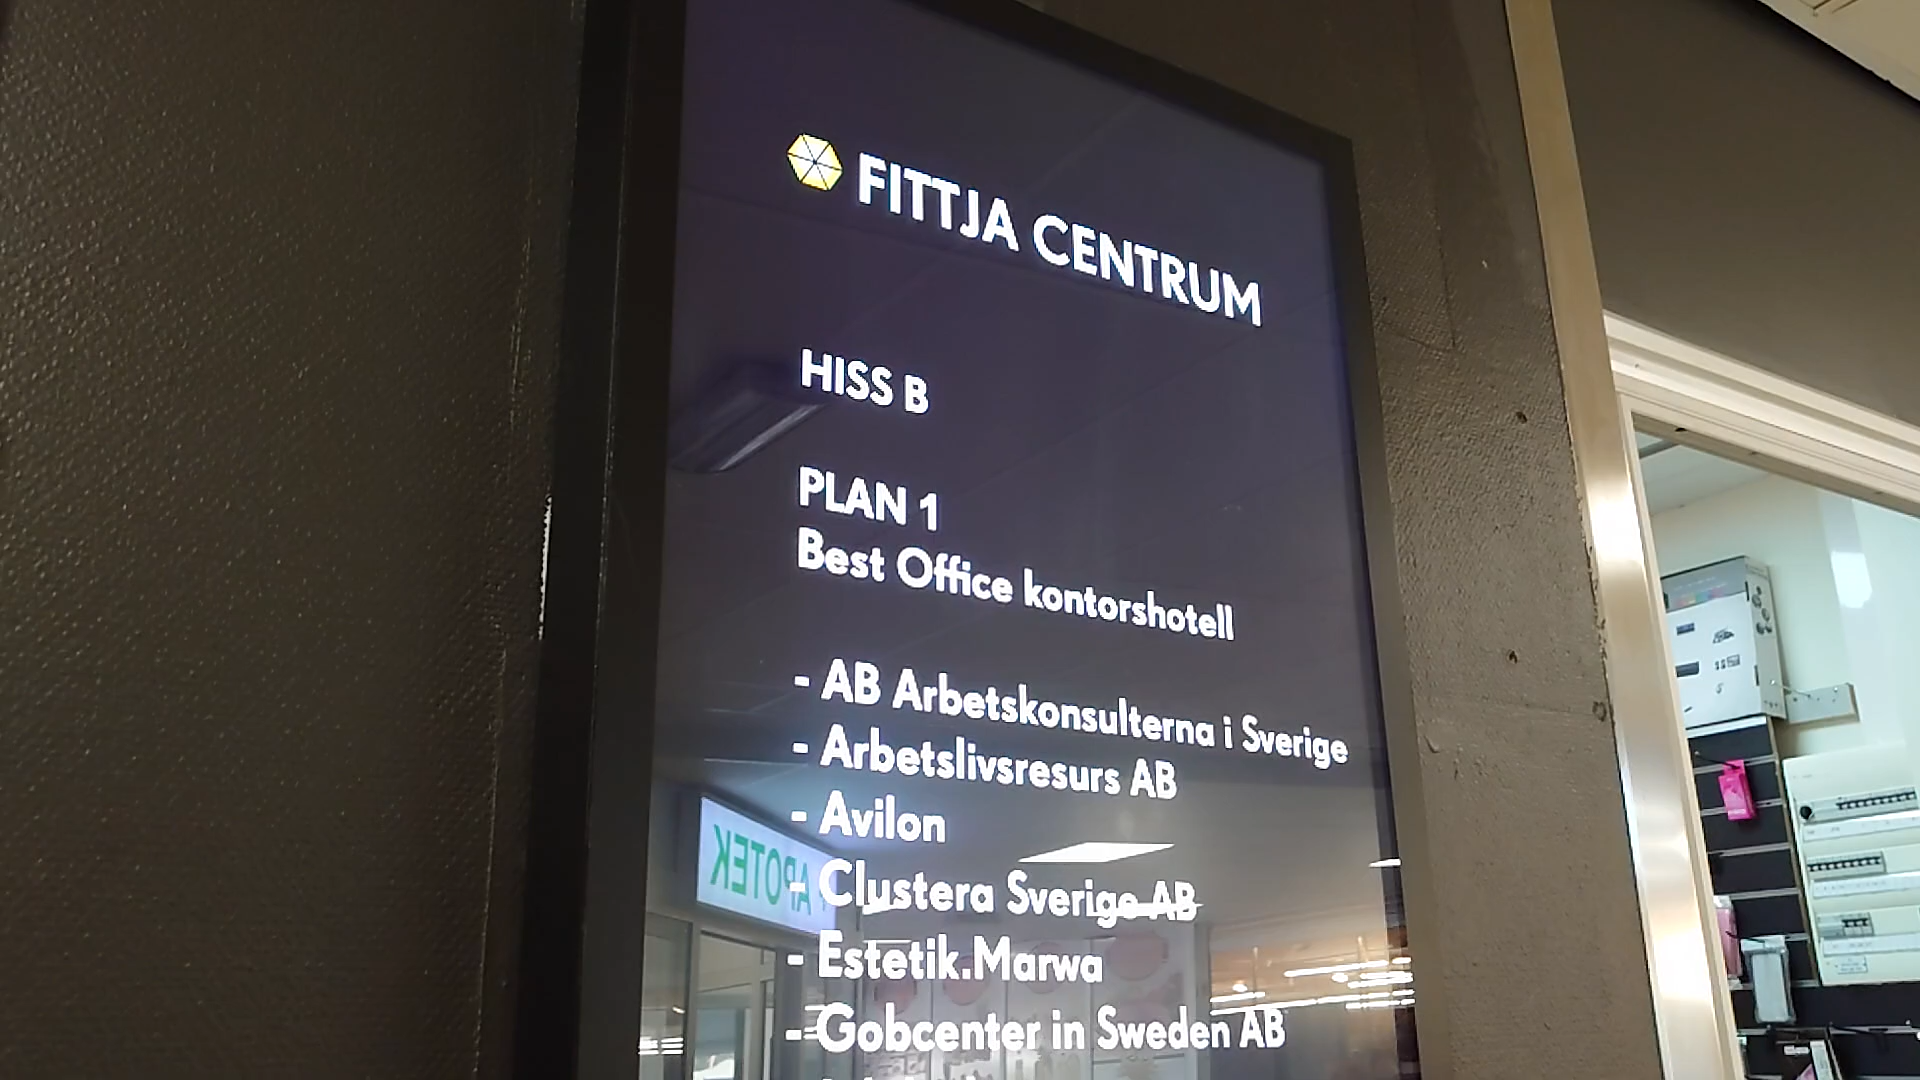 FITTJA CENTRUM
HISS B
PLAN 1
Best Office kontorshotell
- AB Arbetskonsulterna i Sverige
- Arbetslivsresurs AB
- Avilon
- Clustera Sverige AB
- Estetik.Marwa
- Gobcenter in Sweden AB
APOTEK